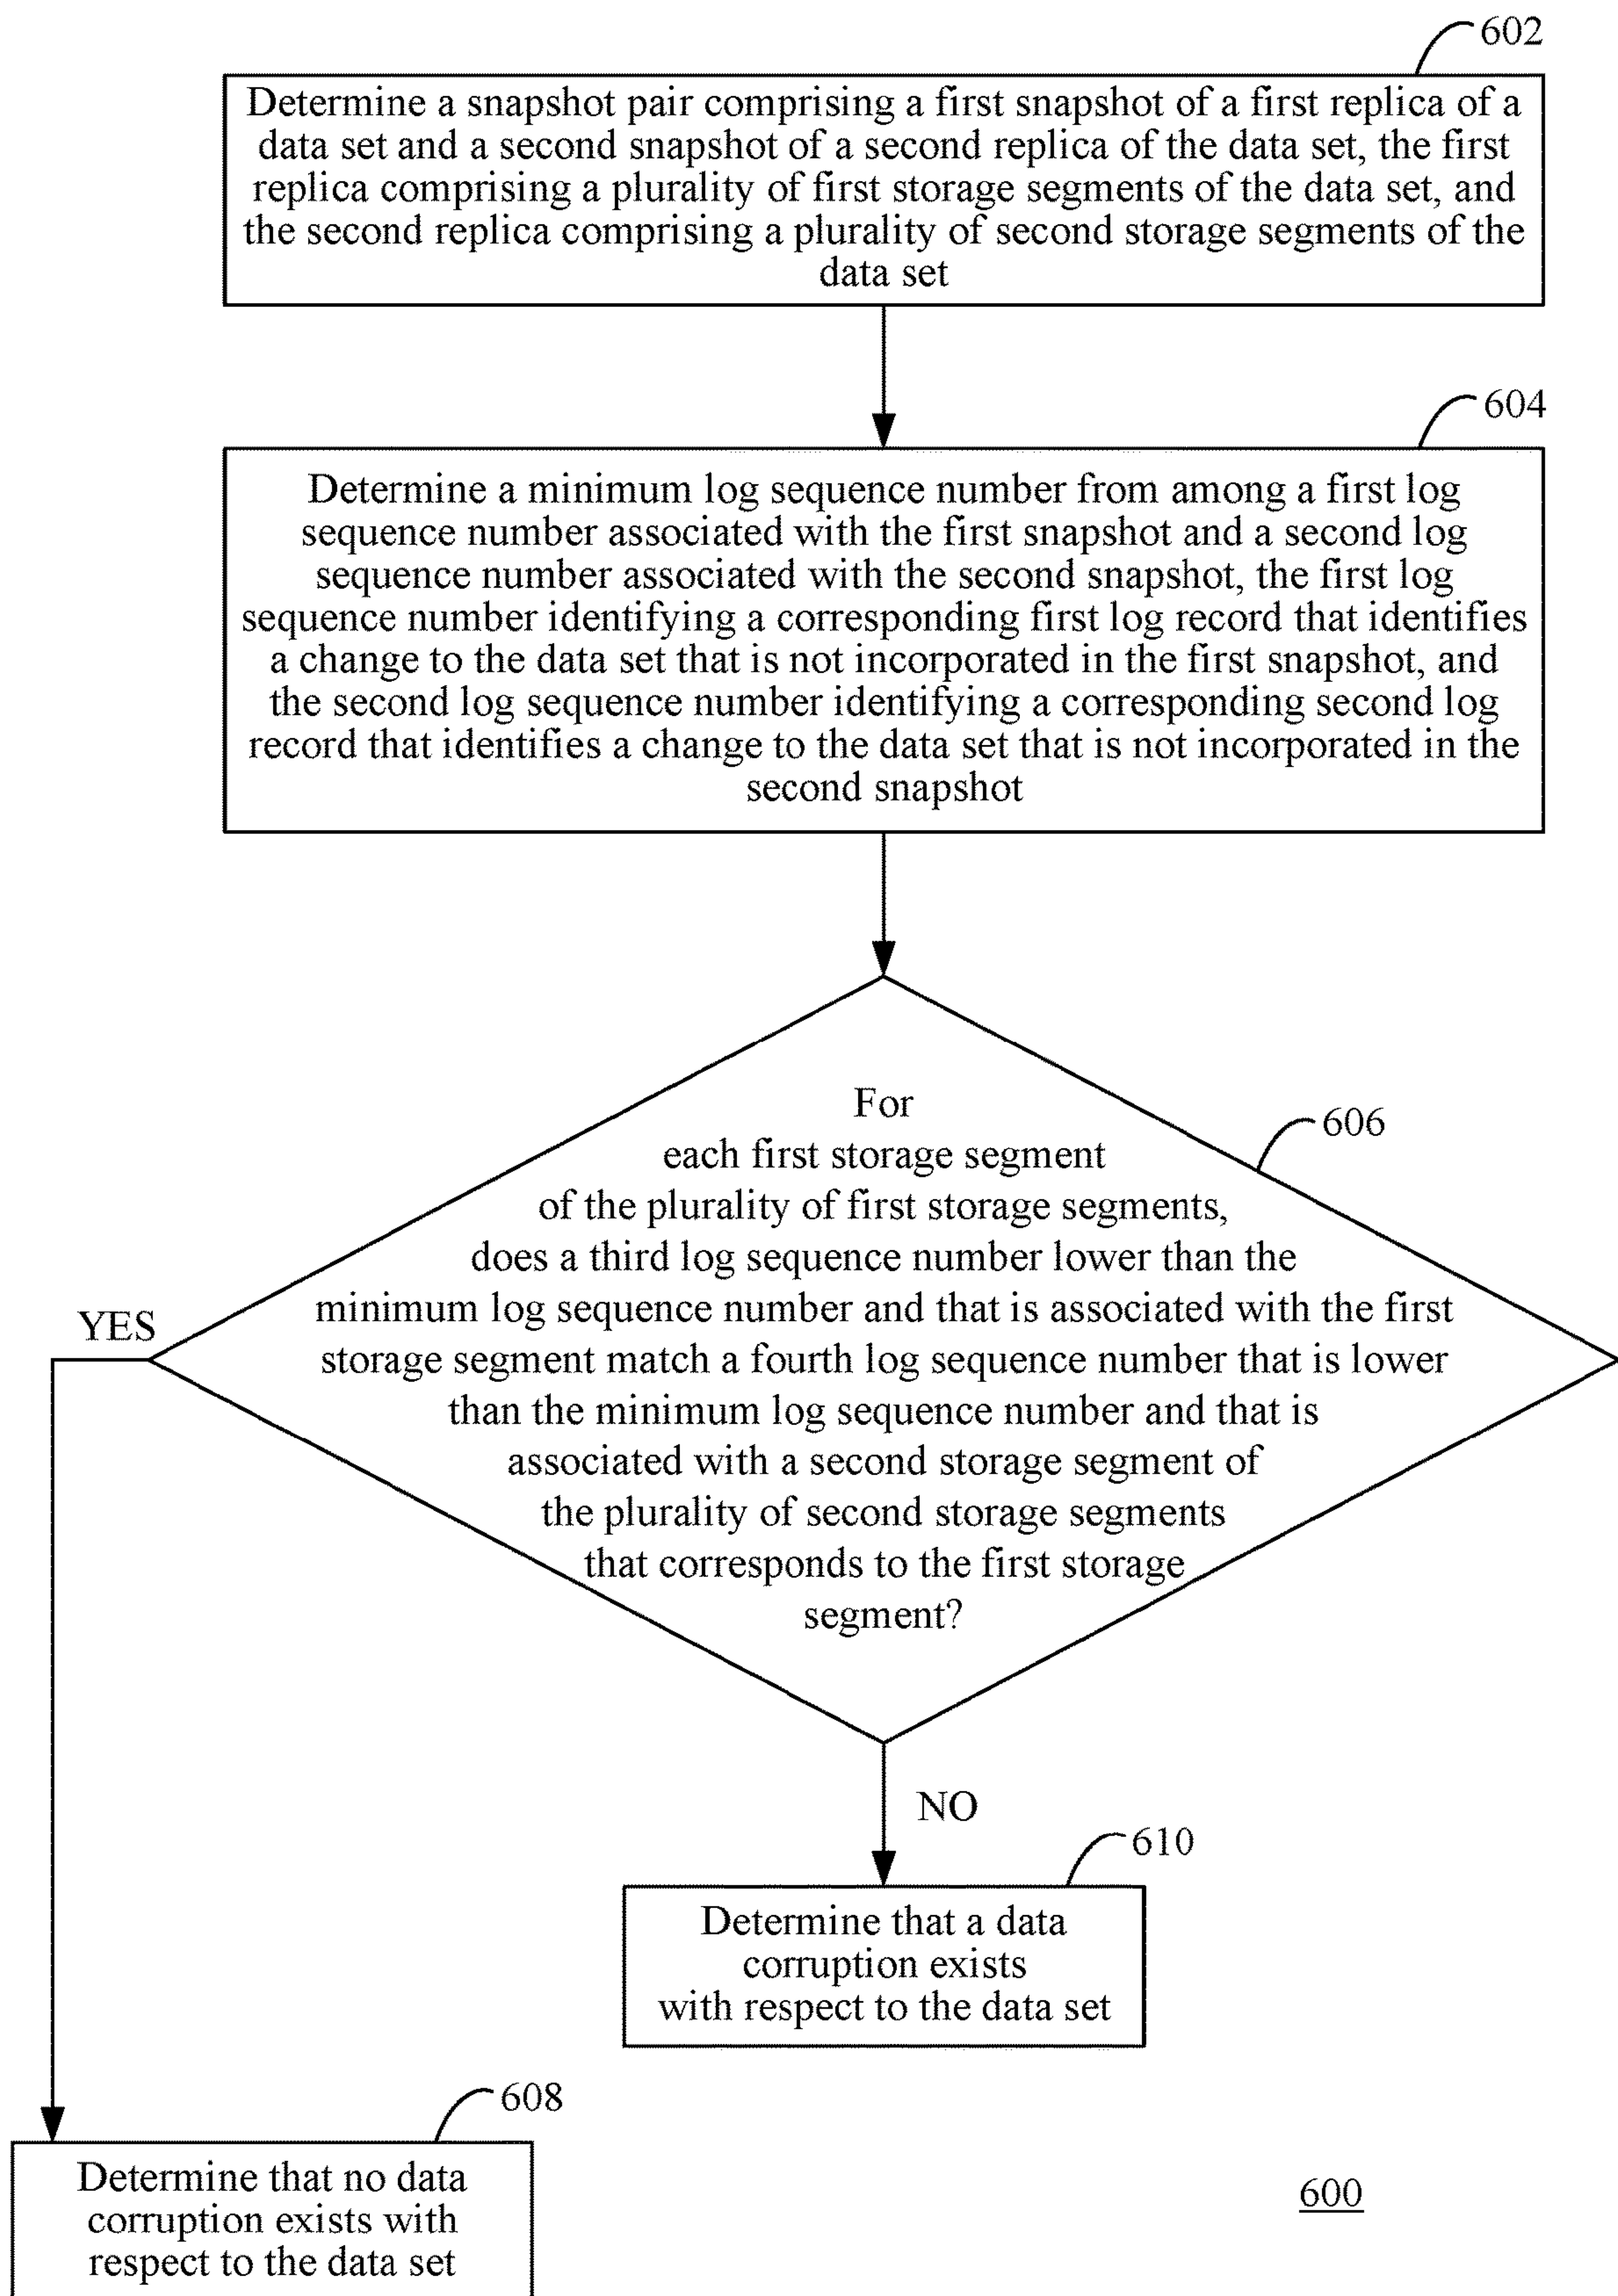 602
Determine a snapshot pair comprising a first snapshot of a first replica of a
data set and a second snapshot of a second replica of the data set, the first
replica comprising a plurality of first storage segments of the data set, and
the second replica comprising a plurality of second storage segments of the
data set
604
Determine a minimum log sequence number from among a first log
sequence number associated with the first snapshot and a second log
sequence number associated with the second snapshot, the first log
sequence number identifying a corresponding first log record that identifies
a change to the data set that is not incorporated in the first snapshot, and
the second log sequence number identifying a corresponding second log
record that identifies a change to the data set that is not incorporated in the
second snapshot
606
For
each first storage segment
of the plurality of first storage segments,
does a third log sequence number lower than the
minimum log sequence number and that is associated with the first
storage segment match a fourth log sequence number that is lower
than the minimum log sequence number and that is
associated with a second storage segment of
the plurality of second storage segments
that corresponds to the first storage
segment?
YES
NO
610
Determine that a data
corruption exists
with respect to the data set
608
Determine that no data
corruption exists with
respect to the data set
600